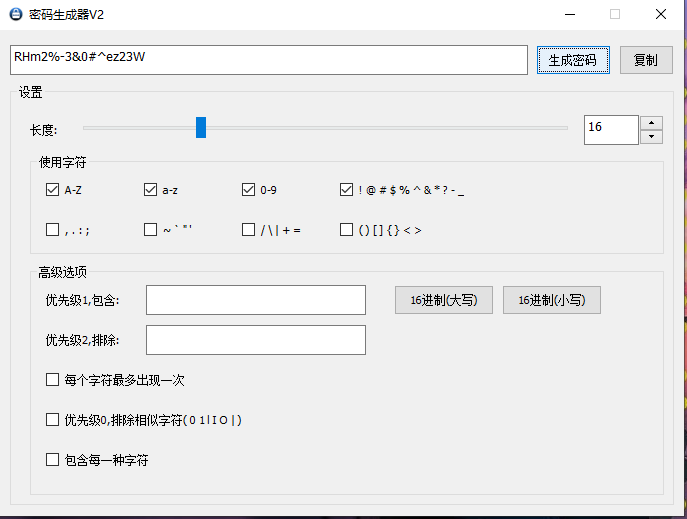 密码生成器V2
RHm2%-3&0#^ez23W 生成密码 复制
设置
长度: 16
使用字符
A-Z a-z 0-9 ! @ # $ % ^ & * ? - _
, . : ; ~ ` " ' / \ | + = ( ) [ ] { } < >
高级选项
优先级1,包含: 16进制(大写) 16进制(小写)
优先级2,排除:
每个字符最多出现一次
优先级0,排除相似字符( 0 1 l I O | )
包含每一种字符